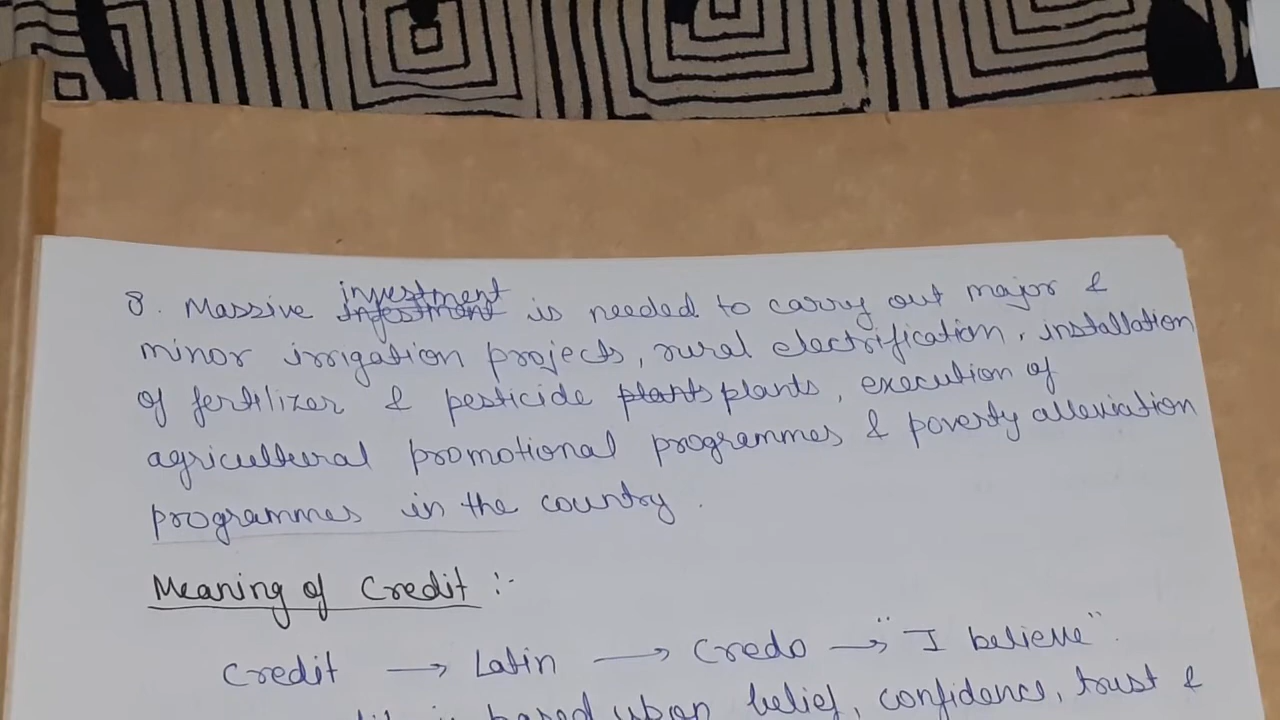 8. Massive investment is needed to carry out major &
minor irrigation projects, rural electrification, installation
of fertilizer & pesticide plants plants, execution of
agricultural promotional programmes & poverty alleviation
programmes in the country.
Meaning of Credit :-
Credit → Latin → Credo → "I believe".
is based upon belief, confidence, trust &